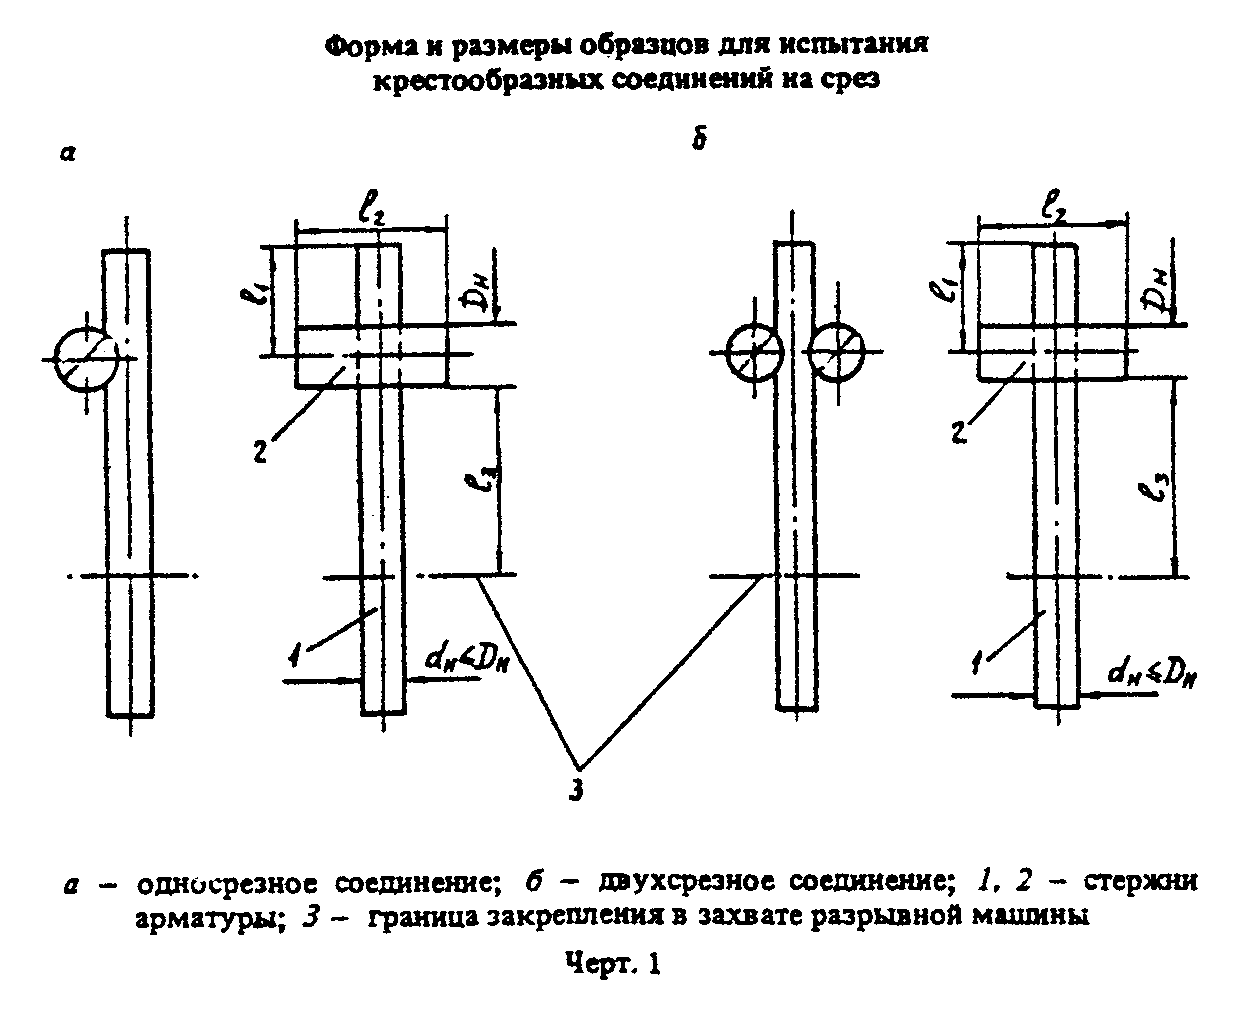 Форма и размеры образцов для испытания
крестообразных соединений на срез
а
б
l₂
l₁
Dн
2
l₃
1
dн≤Dн
l₂
l₁
Dн
2
l₃
1
dн≤Dн
3
а – односрезное соединение; б – двухсрезное соединение; 1, 2 – стержни
арматуры; 3 – граница закрепления в захвате разрывной машины
Черт. 1